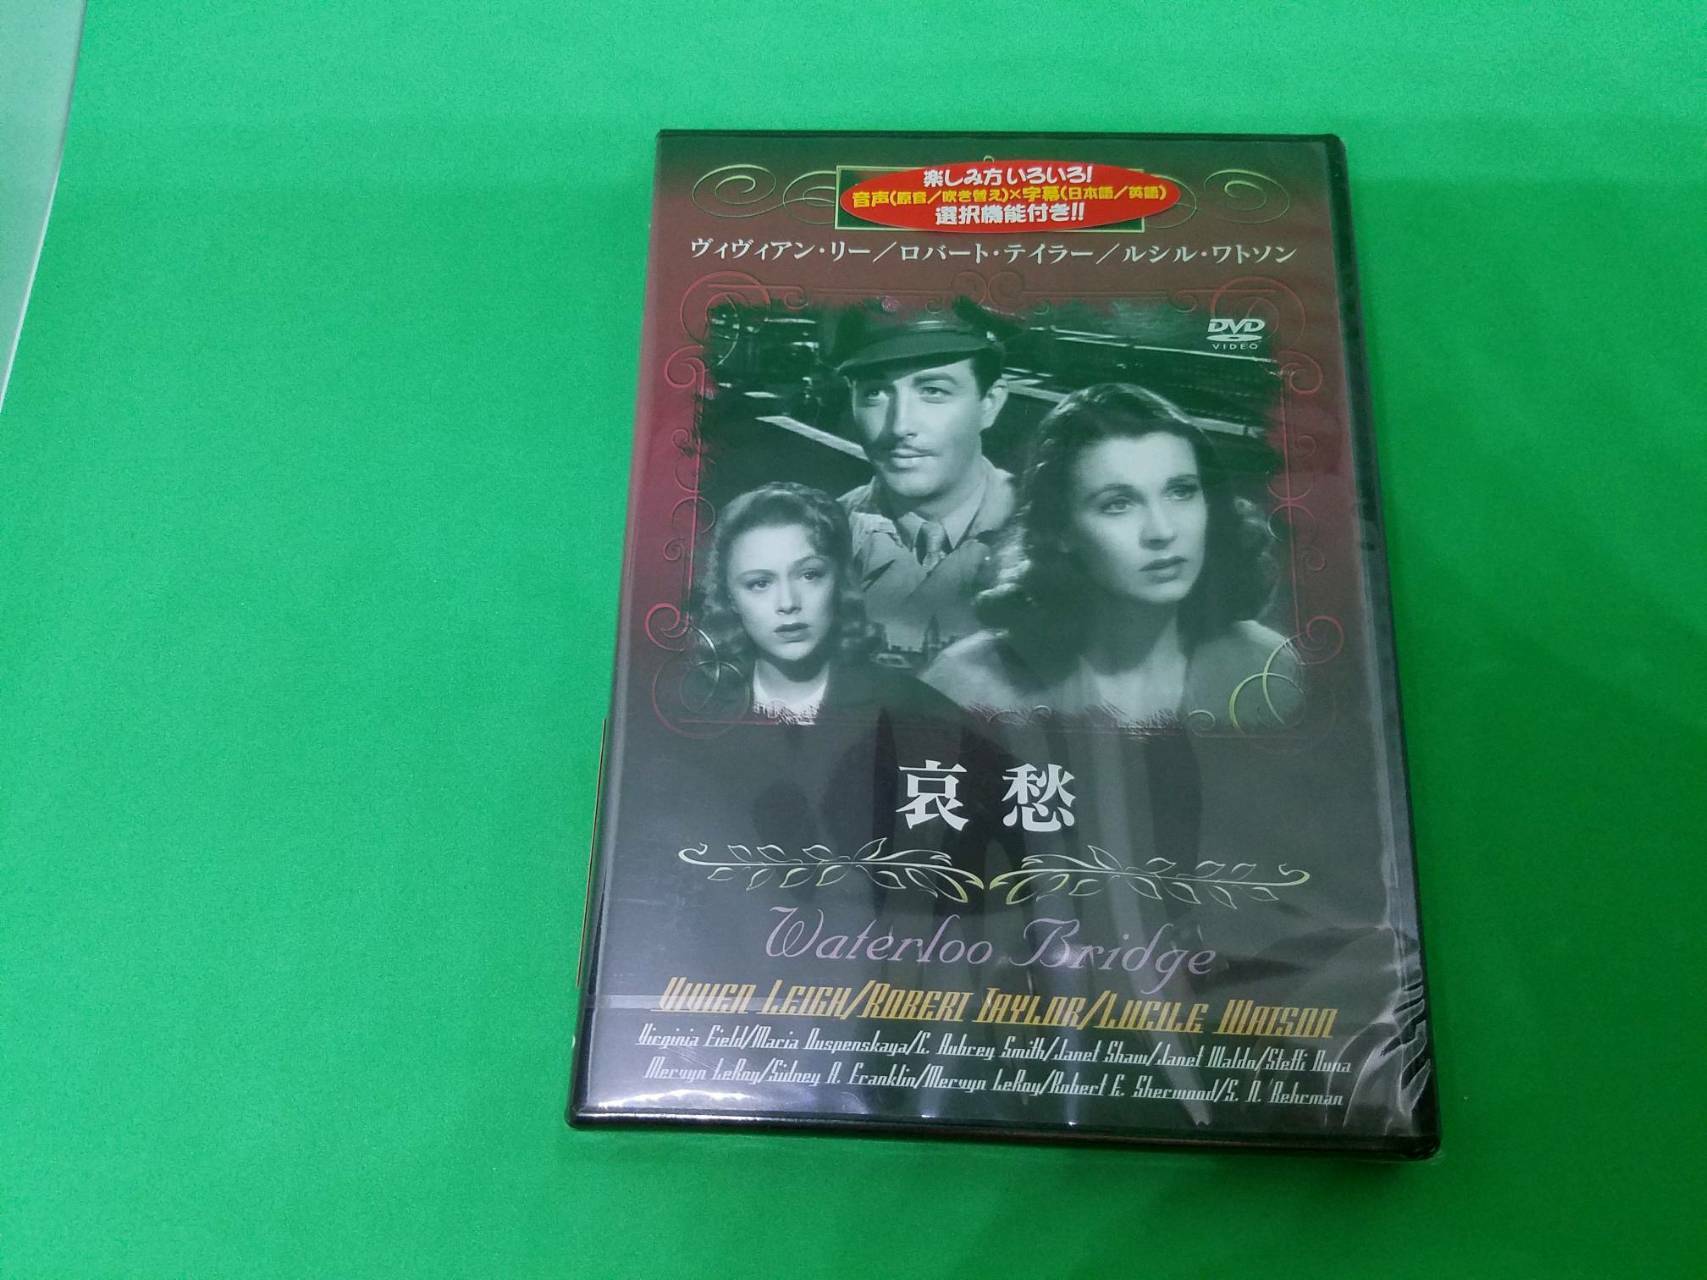 楽しみ方いろいろ!
音声(原音/吹き替え)×字幕(日本語/英語)
選択機能付き!!
ヴィヴィアン・リー/ロバート・テイラー/ルシル・ワトソン
DVD
VIDEO
哀愁
Waterloo Bridge
VIVIEN LEIGH/ROBERT TAYLOR/LUCILE WATSON
Virginia Field/Maria Ouspenskaya/C. Aubrey Smith/Janet Shaw/Janet Waldo/Steffi Duna
Mervyn LeRoy/Sidney A. Franklin/Mervyn LeRoy/Robert E. Sherwood/S. N. Behrman